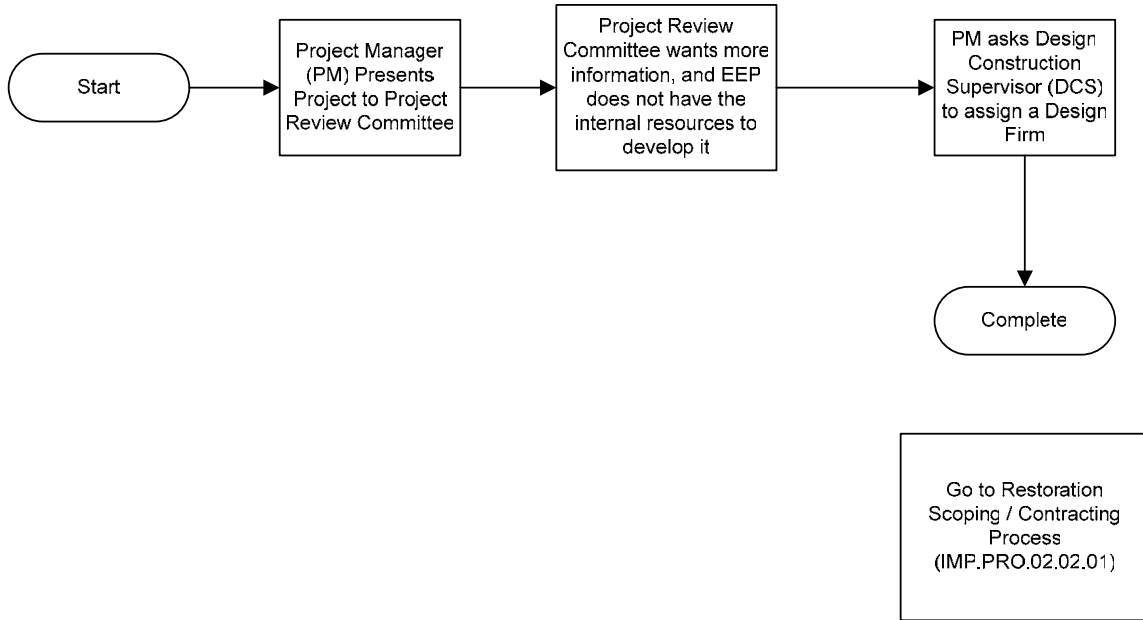 Start
Project Manager
(PM) Presents
Project to Project
Review Committee
Project Review
Committee wants more
information, and EEP
does not have the
internal resources to
develop it
PM asks Design
Construction
Supervisor (DCS)
to assign a Design
Firm
Complete
Go to Restoration
Scoping / Contracting
Process
(IMP.PRO.02.02.01)